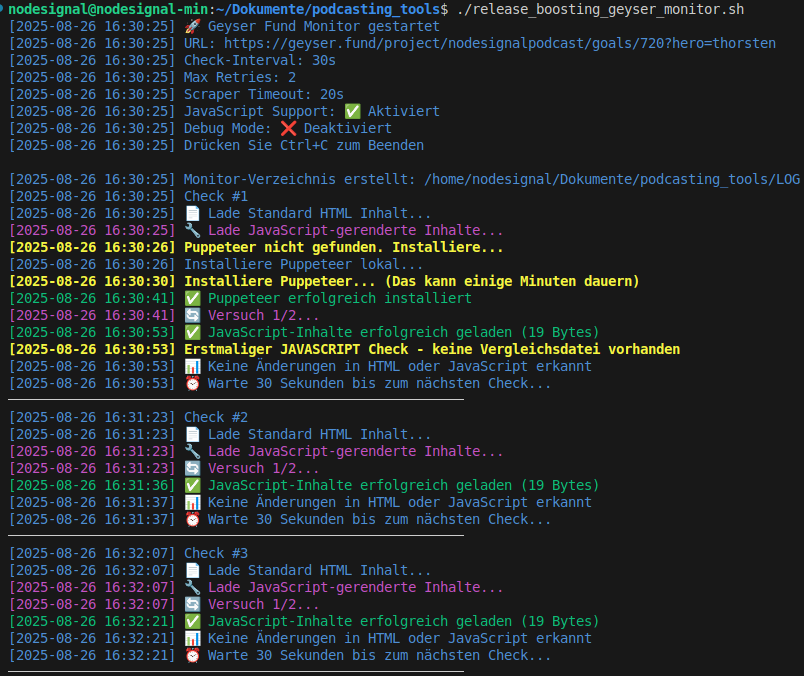 nodesignal@nodesignal-min:~/Dokumente/podcasting_tools$ ./release_boosting_geyser_monitor.sh
[2025-08-26 16:30:25] 🚀 Geyser Fund Monitor gestartet
[2025-08-26 16:30:25] URL: https://geyser.fund/project/nodesignalpodcast/goals/720?hero=thorsten
[2025-08-26 16:30:25] Check-Interval: 30s
[2025-08-26 16:30:25] Max Retries: 2
[2025-08-26 16:30:25] Scraper Timeout: 20s
[2025-08-26 16:30:25] JavaScript Support: ✅ Aktiviert
[2025-08-26 16:30:25] Debug Mode: ❌ Deaktiviert
[2025-08-26 16:30:25] Drücken Sie Ctrl+C zum Beenden
[2025-08-26 16:30:25] Monitor-Verzeichnis erstellt: /home/nodesignal/Dokumente/podcasting_tools/LOG
[2025-08-26 16:30:25] Check #1
[2025-08-26 16:30:25] 📄 Lade Standard HTML Inhalt...
[2025-08-26 16:30:25] 🔧 Lade JavaScript-gerenderte Inhalte...
[2025-08-26 16:30:26] Puppeteer nicht gefunden. Installiere...
[2025-08-26 16:30:26] Installiere Puppeteer lokal...
[2025-08-26 16:30:30] Installiere Puppeteer... (Das kann einige Minuten dauern)
[2025-08-26 16:30:41] ✅ Puppeteer erfolgreich installiert
[2025-08-26 16:30:41] 🔄 Versuch 1/2...
[2025-08-26 16:30:53] ✅ JavaScript-Inhalte erfolgreich geladen (19 Bytes)
[2025-08-26 16:30:53] Erstmaliger JAVASCRIPT Check - keine Vergleichsdatei vorhanden
[2025-08-26 16:30:53] 📊 Keine Änderungen in HTML oder JavaScript erkannt
[2025-08-26 16:30:53] ⏰ Warte 30 Sekunden bis zum nächsten Check...
[2025-08-26 16:31:23] Check #2
[2025-08-26 16:31:23] 📄 Lade Standard HTML Inhalt...
[2025-08-26 16:31:23] 🔧 Lade JavaScript-gerenderte Inhalte...
[2025-08-26 16:31:23] 🔄 Versuch 1/2...
[2025-08-26 16:31:36] ✅ JavaScript-Inhalte erfolgreich geladen (19 Bytes)
[2025-08-26 16:31:37] 📊 Keine Änderungen in HTML oder JavaScript erkannt
[2025-08-26 16:31:37] ⏰ Warte 30 Sekunden bis zum nächsten Check...
[2025-08-26 16:32:07] Check #3
[2025-08-26 16:32:07] 📄 Lade Standard HTML Inhalt...
[2025-08-26 16:32:07] 🔧 Lade JavaScript-gerenderte Inhalte...
[2025-08-26 16:32:07] 🔄 Versuch 1/2...
[2025-08-26 16:32:21] ✅ JavaScript-Inhalte erfolgreich geladen (19 Bytes)
[2025-08-26 16:32:21] 📊 Keine Änderungen in HTML oder JavaScript erkannt
[2025-08-26 16:32:21] ⏰ Warte 30 Sekunden bis zum nächsten Check...